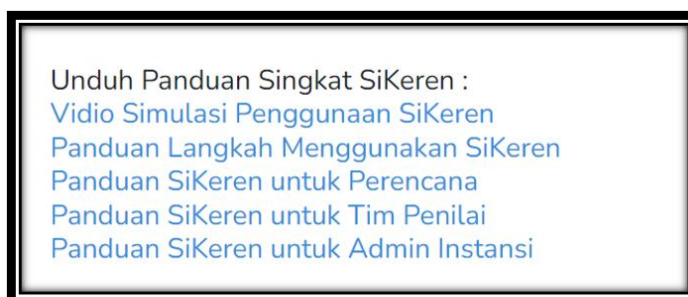 Unduh Panduan Singkat SiKeren :
Vidio Simulasi Penggunaan SiKeren
Panduan Langkah Menggunakan SiKeren
Panduan SiKeren untuk Perencana
Panduan SiKeren untuk Tim Penilai
Panduan SiKeren untuk Admin Instansi